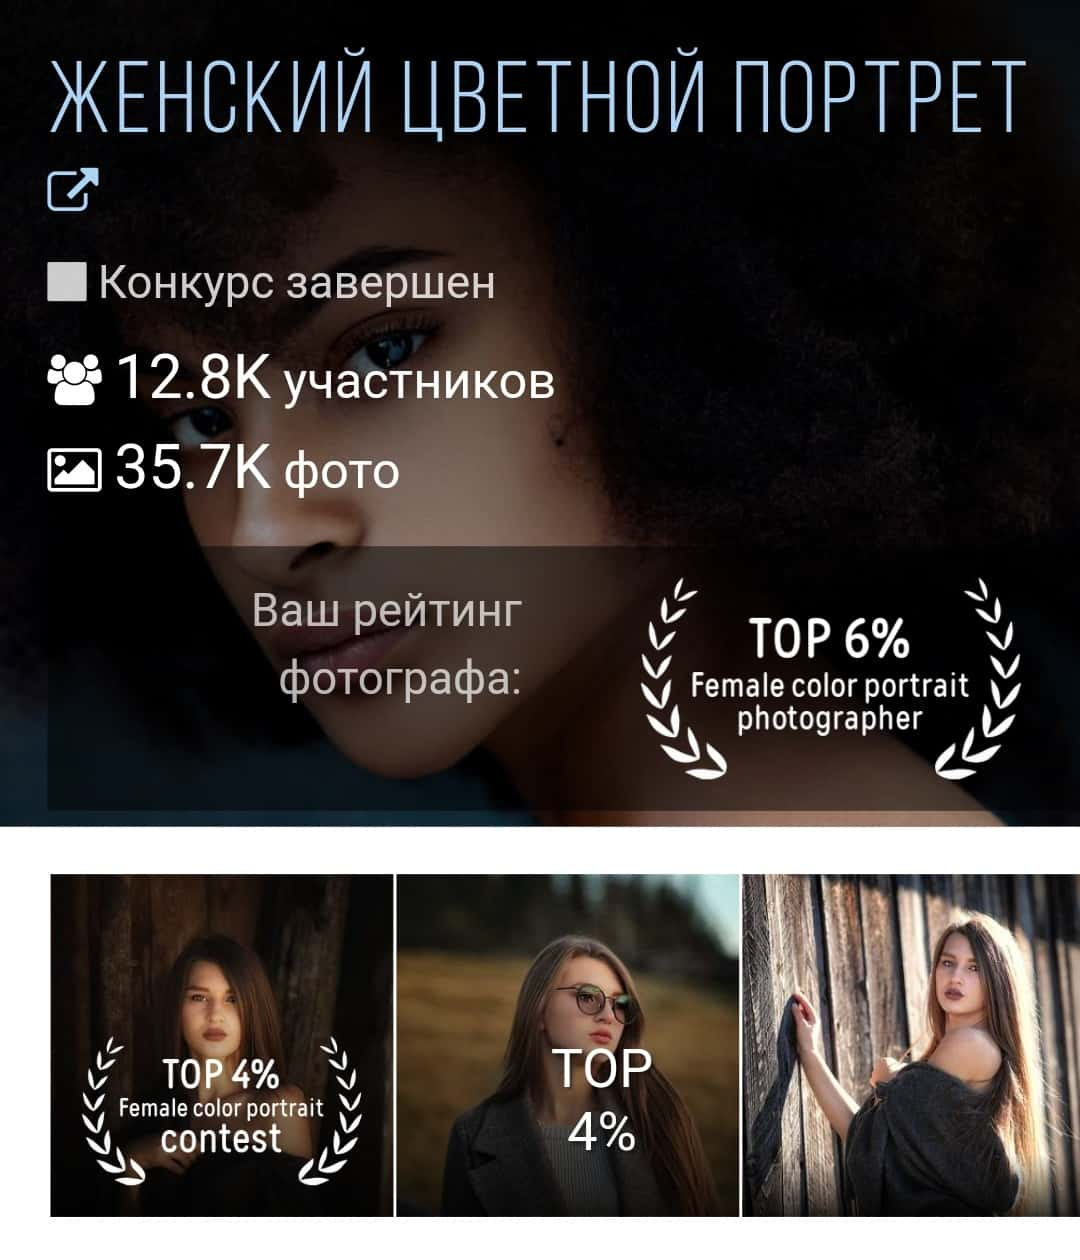 ЖЕНСКИЙ ЦВЕТНОЙ ПОРТРЕТ
Конкурс завершен
12.8K участников
35.7K фото
Ваш рейтинг
фотографа:
TOP 6%
Female color portrait
photographer
TOP 4%
Female color portrait
contest
TOP
4%